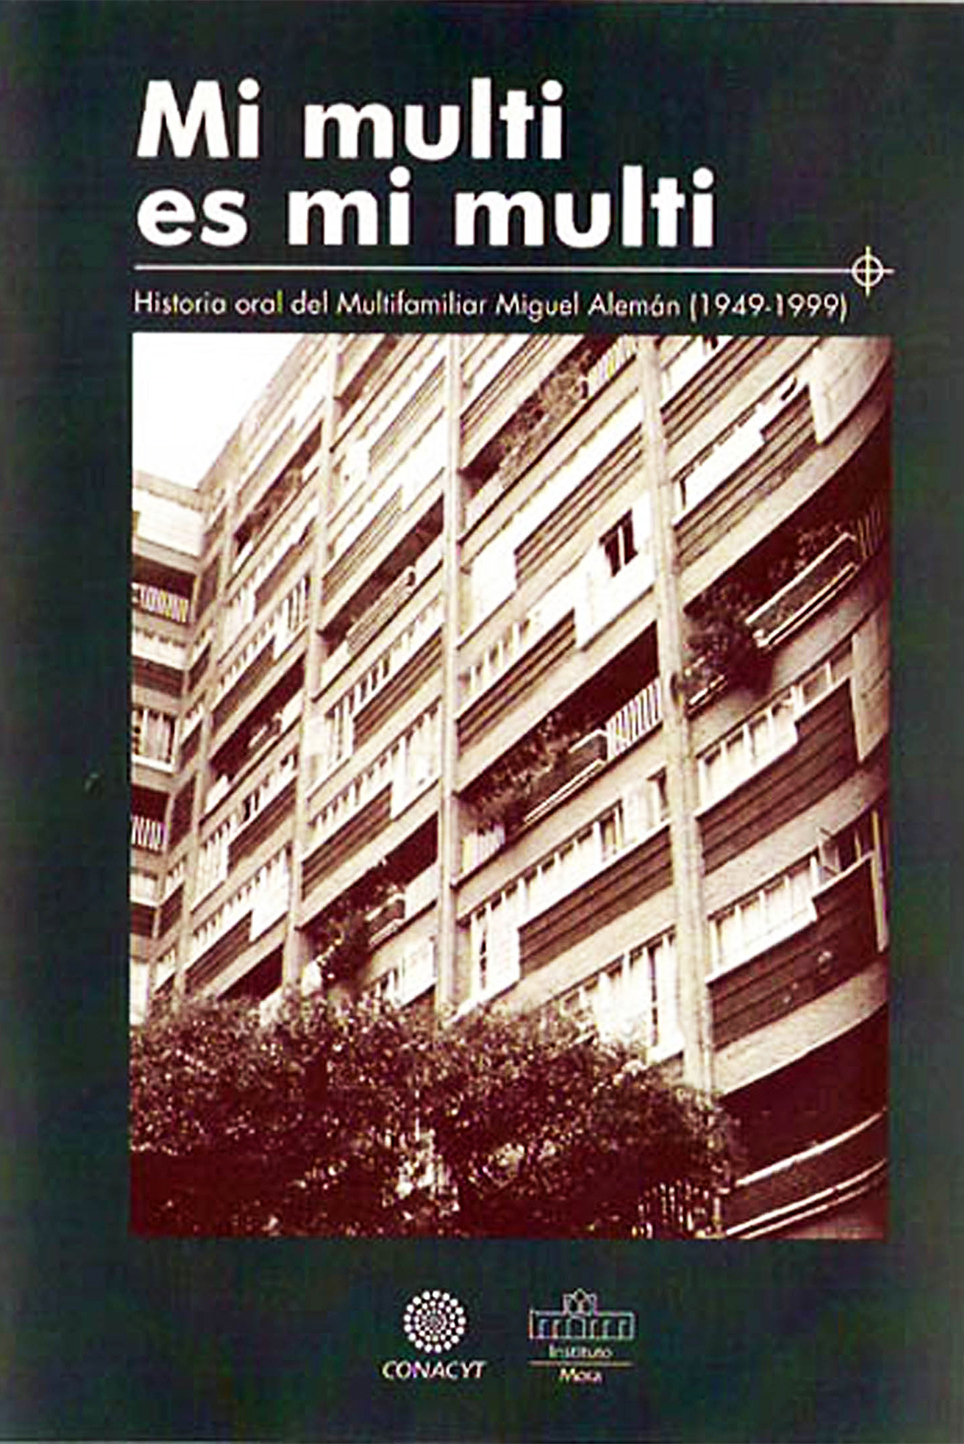 Mi multi
es mi multi
Historia oral del Multifamiliar Miguel Alemán (1949-1999)
CONACYT
Instituto
Mora